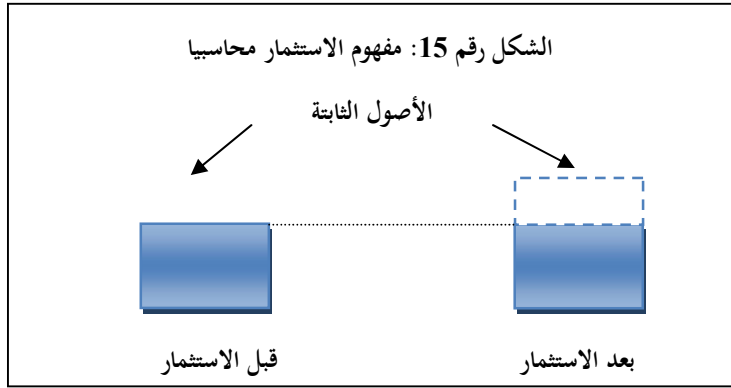 الشكل رقم 15: مفهوم الاستثمار محاسبيا
الأصول الثابتة
بعد الاستثمار
قبل الاستثمار